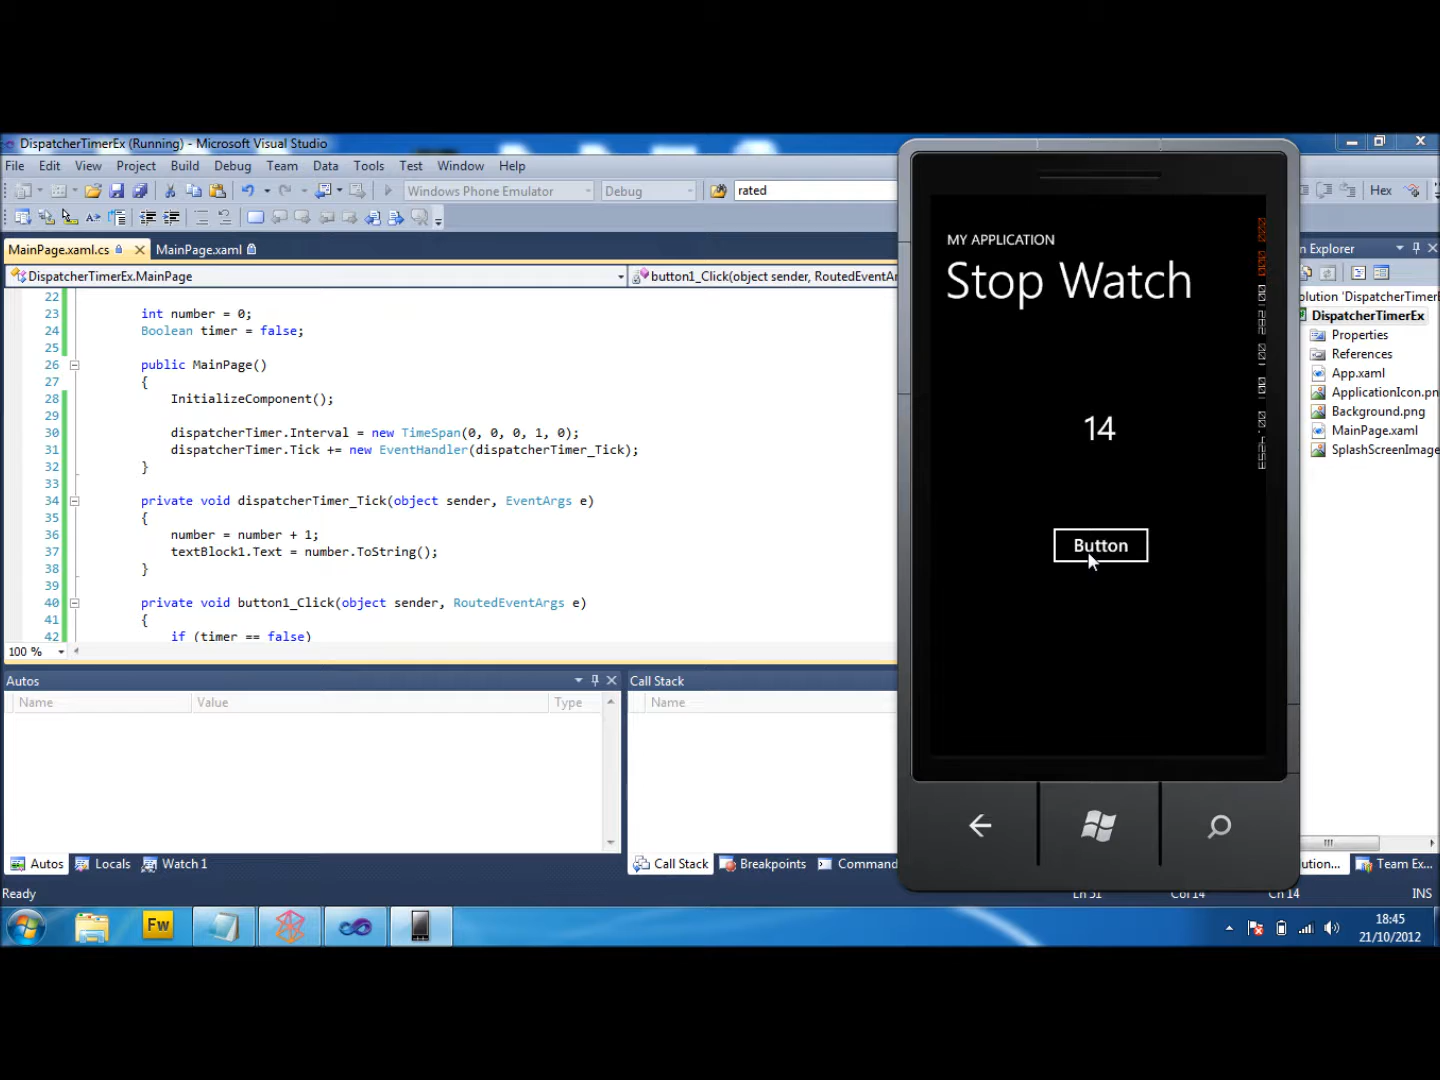 DispatcherTimerEx (Running) - Microsoft Visual Studio
File Edit View Project Build Debug Team Data Tools Test Window Help
Windows Phone Emulator Debug rated Hex
MainPage.xaml.cs MainPage.xaml
DispatcherTimerEx.MainPage button1_Click(object sender, RoutedEventAr
22
23 int number = 0;
24 Boolean timer = false;
25
26 public MainPage()
27 {
28 InitializeComponent();
29
30 dispatcherTimer.Interval = new TimeSpan(0, 0, 0, 1, 0);
31 dispatcherTimer.Tick += new EventHandler(dispatcherTimer_Tick);
32 }
33
34 private void dispatcherTimer_Tick(object sender, EventArgs e)
35 {
36 number = number + 1;
37 textBlock1.Text = number.ToString();
38 }
39
40 private void button1_Click(object sender, RoutedEventArgs e)
41 {
42 if (timer == false)
100 %
Autos
Name Value Type
Call Stack
Name
Autos Locals Watch 1
Call Stack Breakpoints Command
Ready
MY APPLICATION
Stop Watch
14
Button
n Explorer
olution 'DispatcherTimerE
DispatcherTimerEx
Properties
References
App.xaml
ApplicationIcon.pn
Background.png
MainPage.xaml
SplashScreenImage
ution... Team Ex...
Ln 51 Col 14 Ch 14 INS
Fw
18:45
21/10/2012